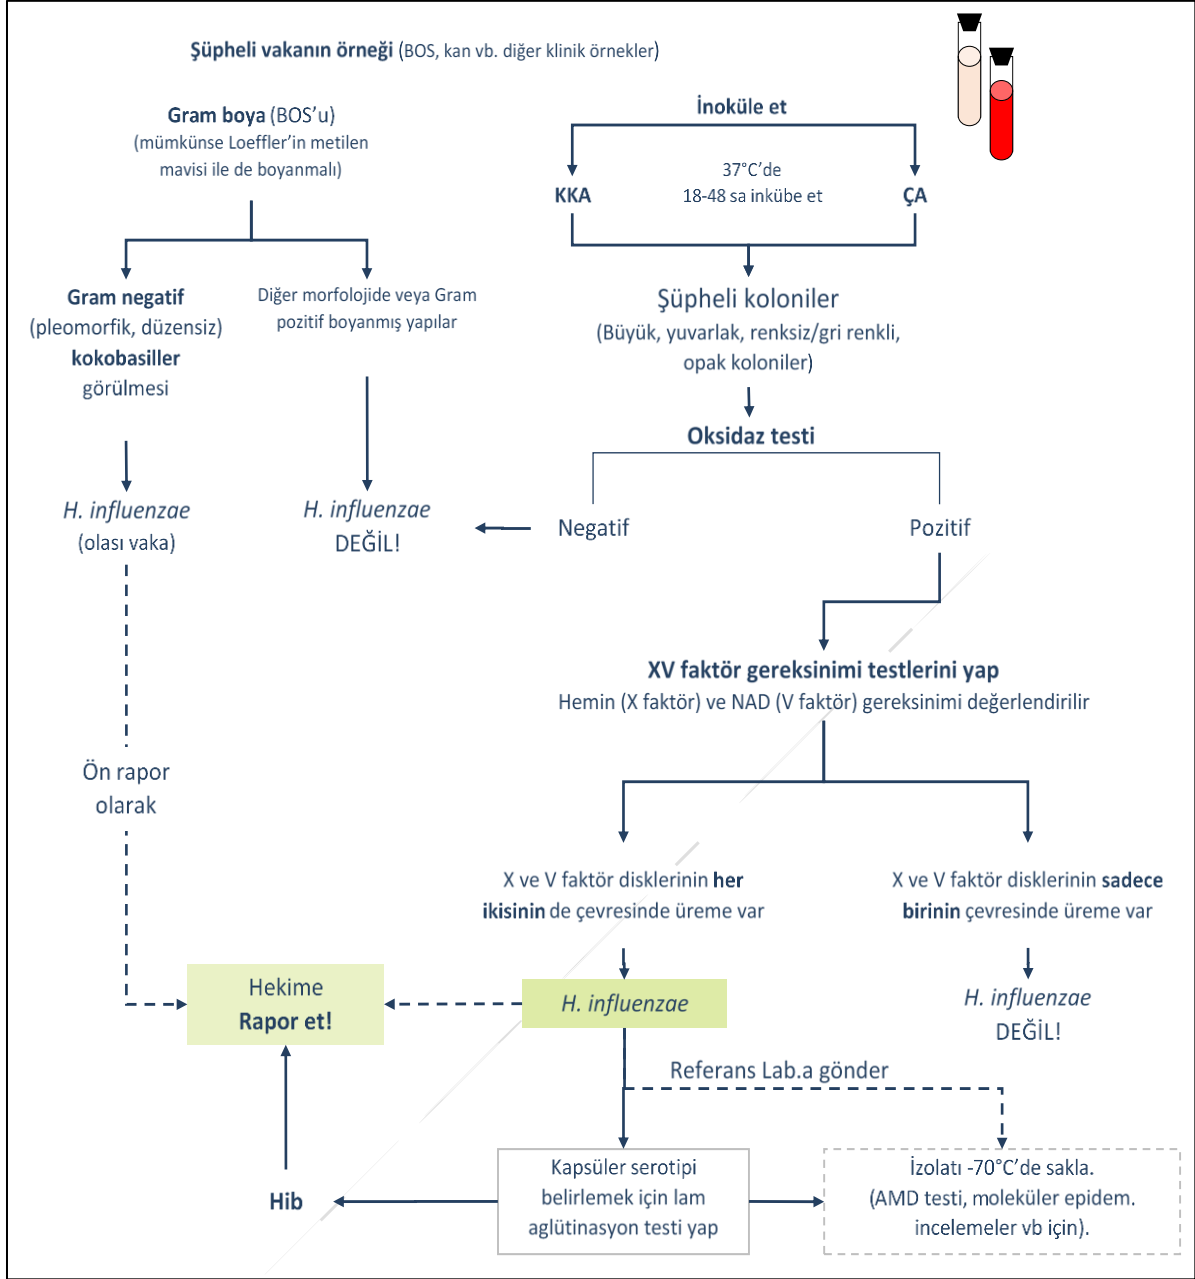 Şüpheli vakanın örneği (BOS, kan vb. diğer klinik örnekler)
Gram boya (BOS'u)
(mümkünse Loeffler'in metilen
mavisi ile de boyanmalı)
İnoküle et
KKA
37°C'de
18-48 sa inkübe et
ÇA
Gram negatif
(pleomorfik, düzensiz)
kokobasiller
görülmesi
Diğer morfolojide veya Gram
pozitif boyanmış yapılar
Şüpheli koloniler
(Büyük, yuvarlak, renksiz/gri renkli,
opak koloniler)
Oksidaz testi
H. influenzae
(olası vaka)
H. influenzae
DEĞİL!
Negatif
Pozitif
XV faktör gereksinimi testlerini yap
Hemin (X faktör) ve NAD (V faktör) gereksinimi değerlendirilir
Ön rapor
olarak
X ve V faktör disklerinin her
ikisinin de çevresinde üreme var
X ve V faktör disklerinin sadece
birinin çevresinde üreme var
Hekime
Rapor et!
H. influenzae
H. influenzae
DEĞİL!
Referans Lab.a gönder
Hib
Kapsüler serotipi
belirlemek için lam
aglütinasyon testi yap
İzolatı -70°C'de sakla.
(AMD testi, moleküler epidem.
incelemeler vb için).